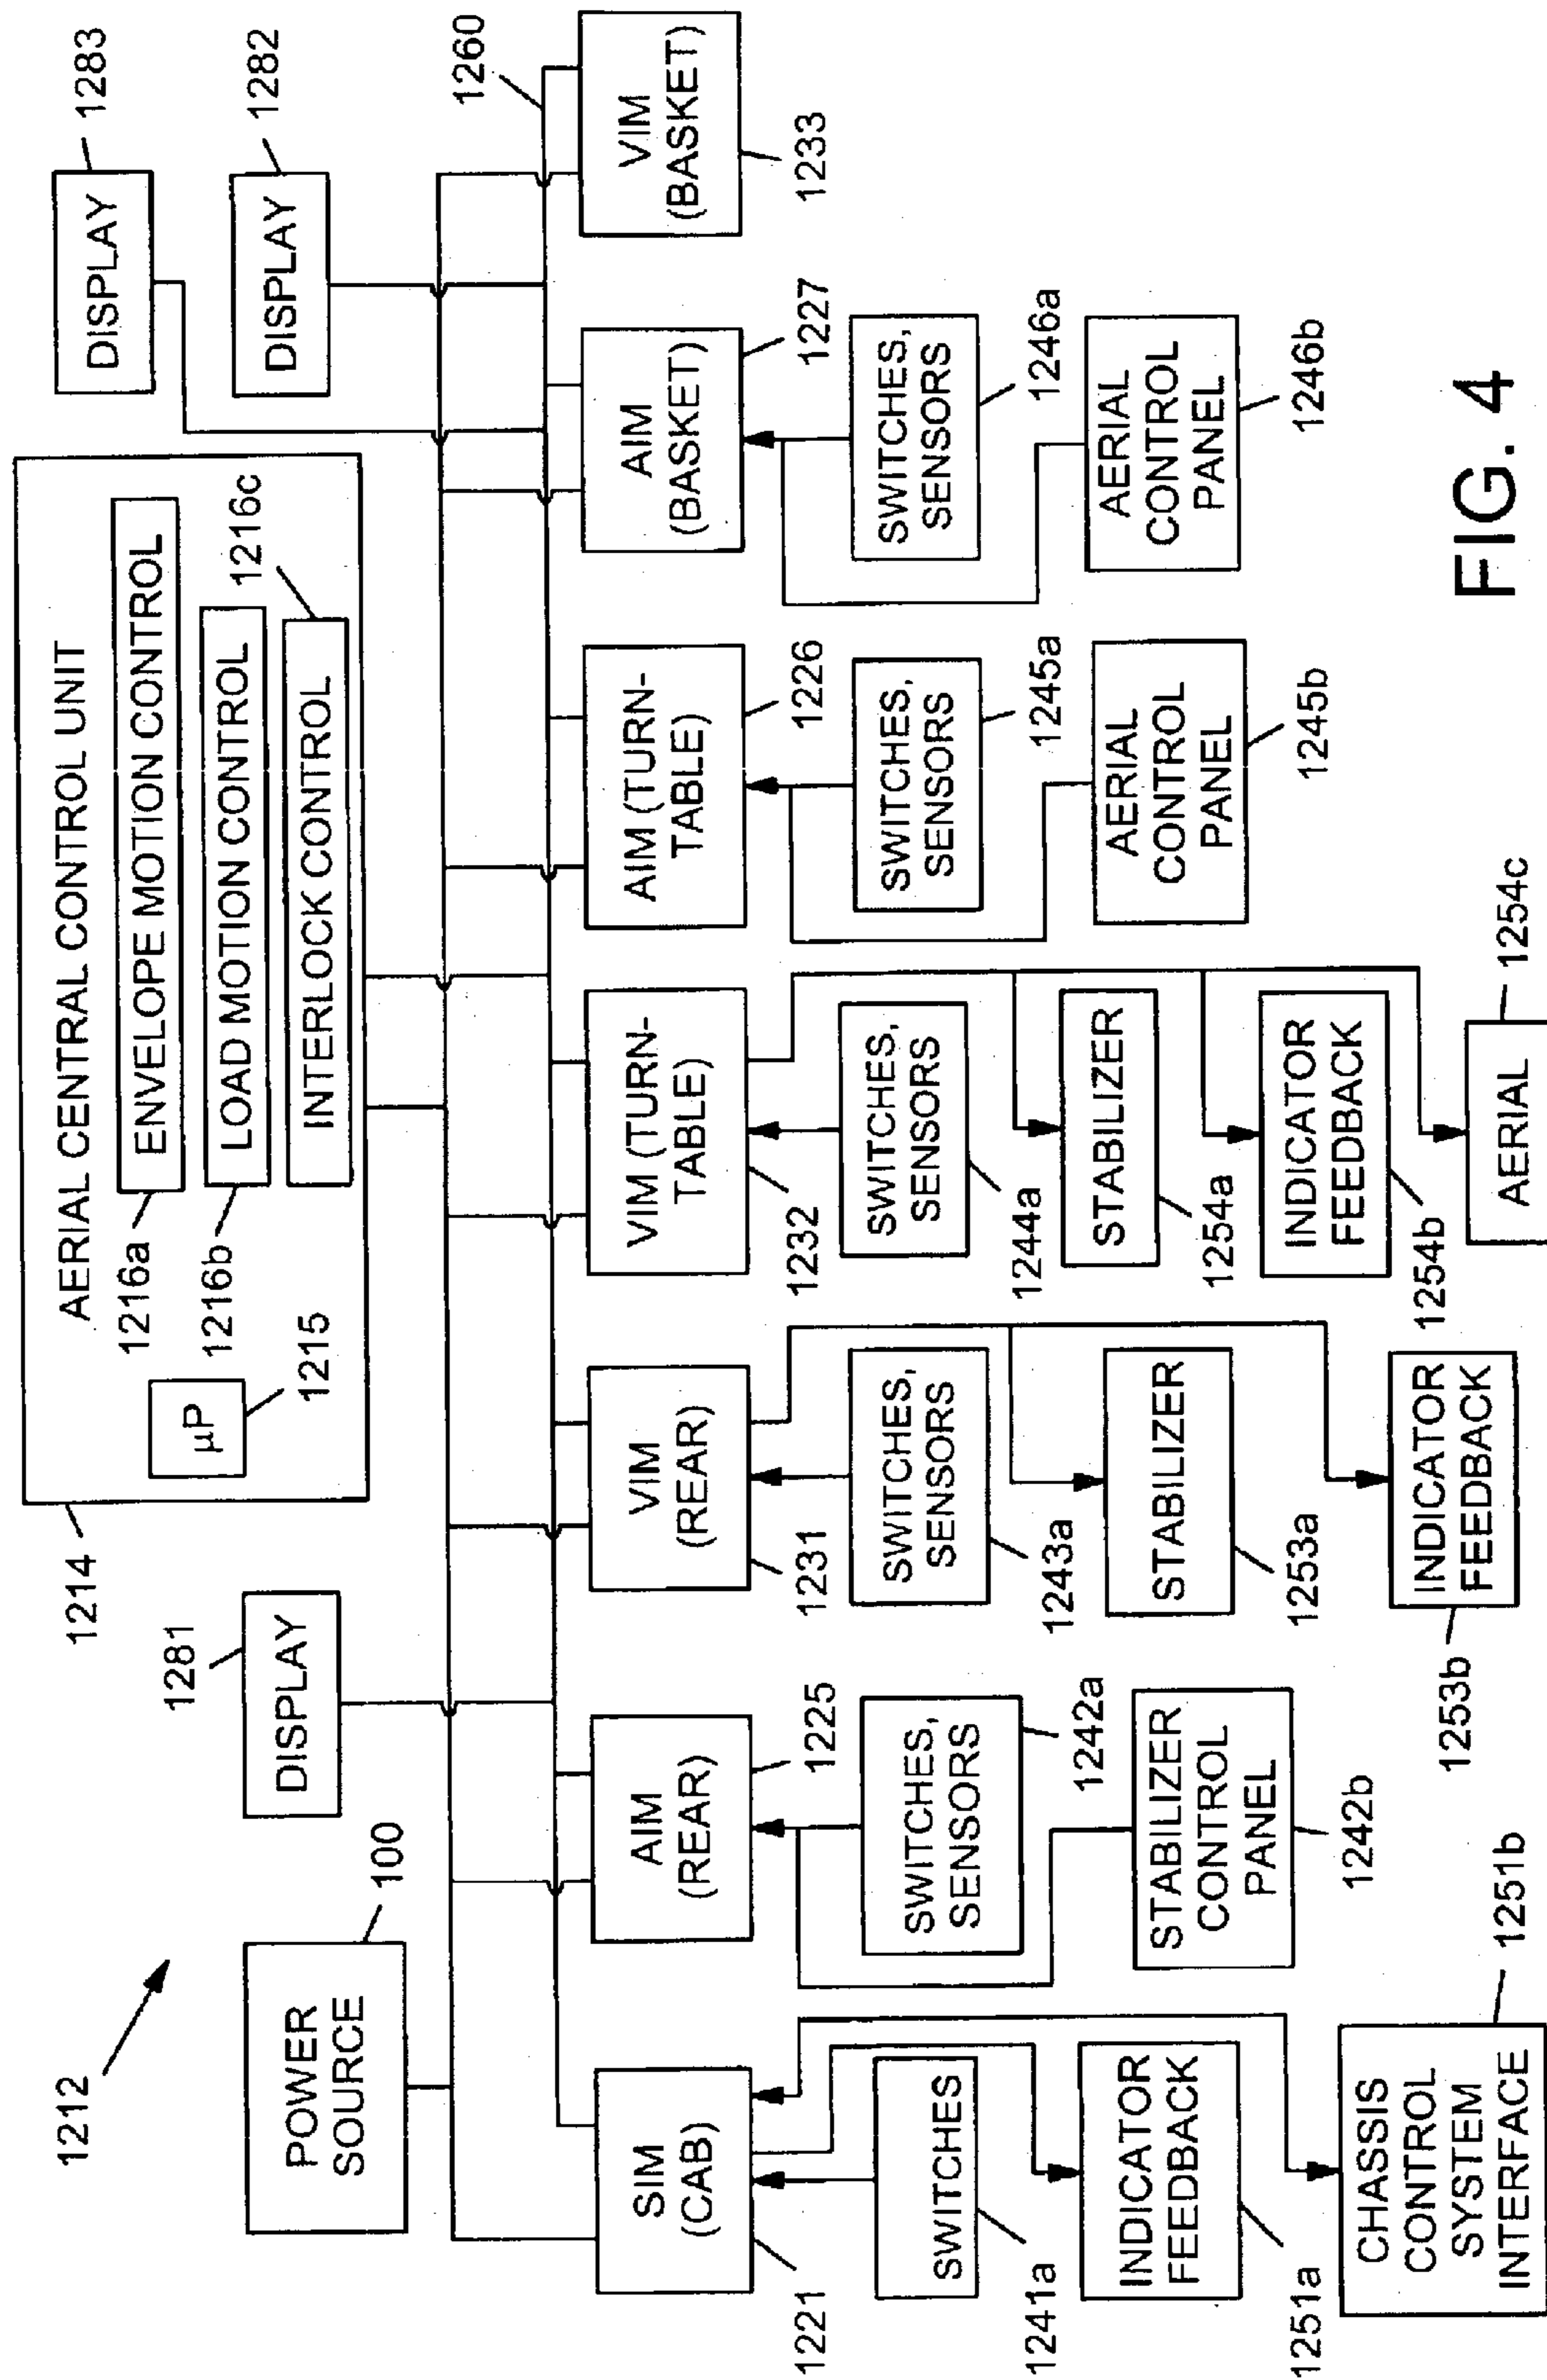 1212
POWER
SOURCE
100
DISPLAY
1281
1214
AERIAL CENTRAL CONTROL UNIT
µP
1215
ENVELOPE MOTION CONTROL
1216a
LOAD MOTION CONTROL
1216b
INTERLOCK CONTROL
1216c
DISPLAY
1283
DISPLAY
1282
1260
SIM
(CAB)
1221
AIM
(REAR)
1225
VIM
(REAR)
1231
VIM (TURN-
TABLE)
1232
AIM (TURN-
TABLE)
1226
AIM
(BASKET)
1227
VIM
(BASKET)
1233
SWITCHES
1241a
SWITCHES,
SENSORS
1242a
SWITCHES,
SENSORS
1243a
SWITCHES,
SENSORS
1244a
SWITCHES,
SENSORS
1245a
SWITCHES,
SENSORS
1246a
INDICATOR
FEEDBACK
1251a
STABILIZER
CONTROL
PANEL
1242b
STABILIZER
1253a
STABILIZER
1254a
AERIAL
CONTROL
PANEL
1245b
AERIAL
CONTROL
PANEL
1246b
CHASSIS
CONTROL
SYSTEM
INTERFACE
1251b
INDICATOR
FEEDBACK
1253b
INDICATOR
FEEDBACK
1254b
AERIAL
1254c
FIG. 4